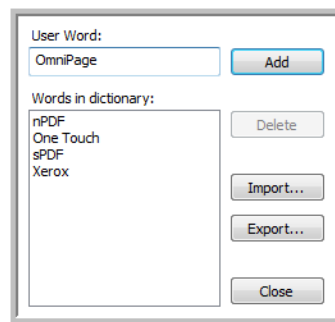 User Word:
OmniPage
Add
Words in dictionary:
nPDF
One Touch
sPDF
Xerox
Delete
Import...
Export...
Close